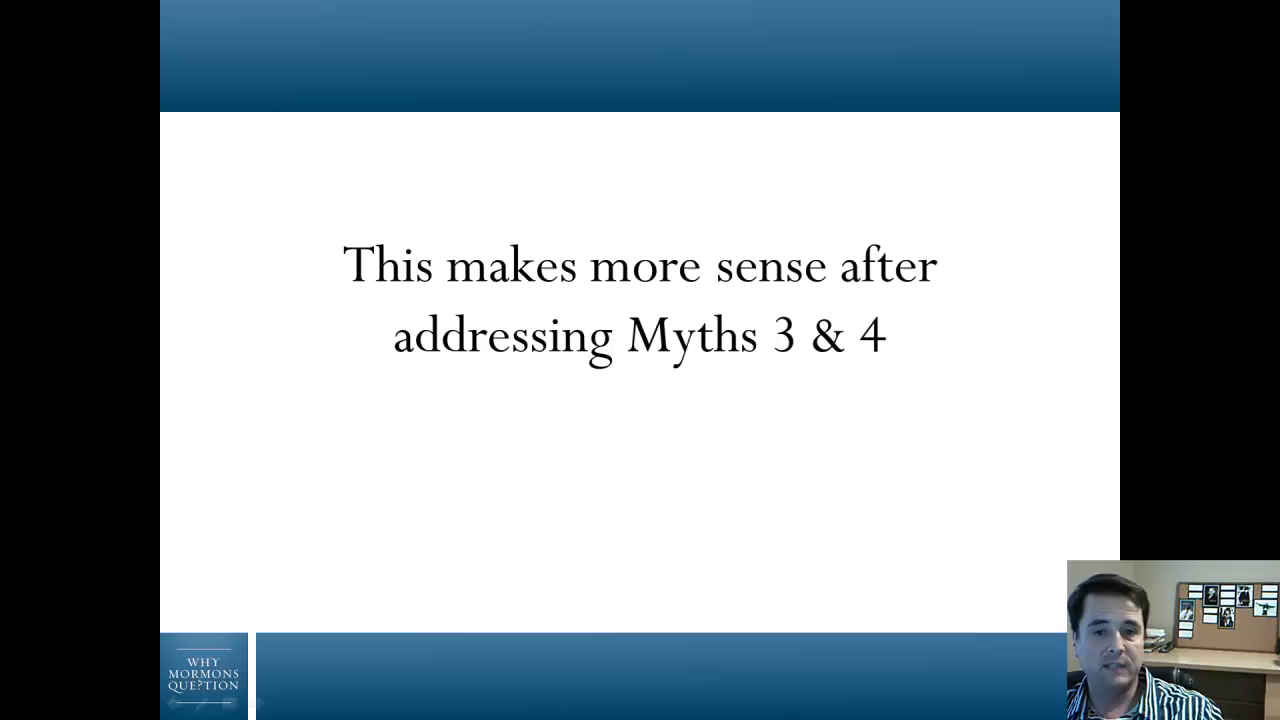 This makes more sense after
addressing Myths 3 & 4
WHY
MORMONS
QUE?TION